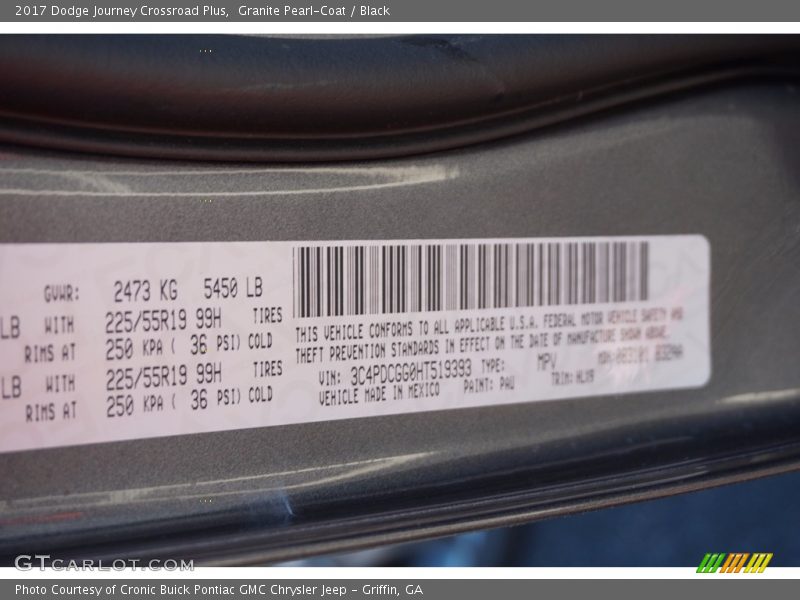 2017 Dodge Journey Crossroad Plus,  Granite Pearl-Coat / Black
GVWR: 2473 KG 5450 LB
LB WITH 225/55R19 99H TIRES
RIMS AT 250 KPA ( 36 PSI) COLD
LB WITH 225/55R19 99H TIRES
RIMS AT 250 KPA ( 36 PSI) COLD
THIS VEHICLE CONFORMS TO ALL APPLICABLE U.S.A. FEDERAL MOTOR VEHICLE SAFETY AND
THEFT PREVENTION STANDARDS IN EFFECT ON THE DATE OF MANUFACTURE SHOWN ABOVE.
VIN: 3C4PDCGG0HT519393 TYPE: MPV
VEHICLE MADE IN MEXICO PAINT: PAU TRIM:
GTCARLOT.COM
Photo Courtesy of Cronic Buick Pontiac GMC Chrysler Jeep - Griffin, GA